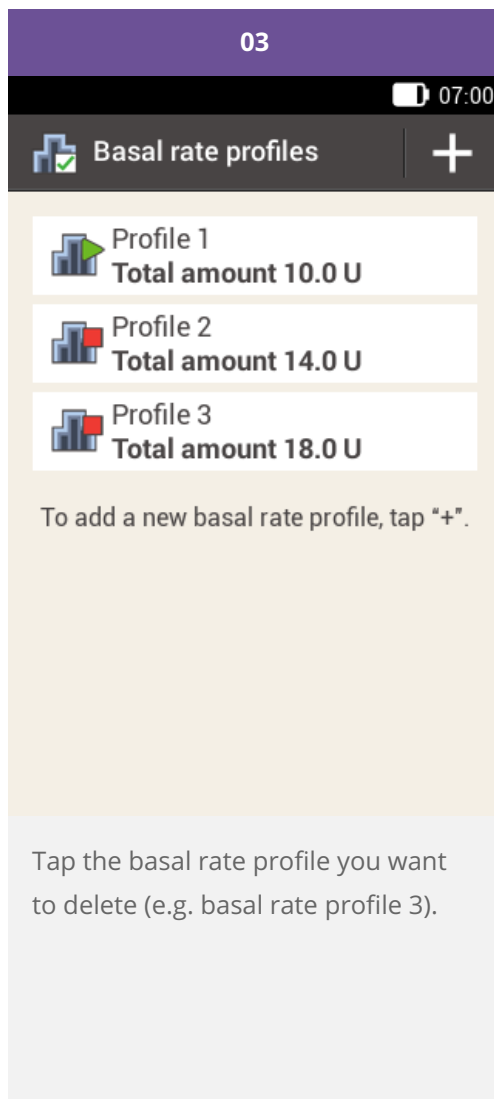 03
07:00
Basal rate profiles
Profile 1
Total amount 10.0 U
Profile 2
Total amount 14.0 U
Profile 3
Total amount 18.0 U
To add a new basal rate profile, tap “+”.
Tap the basal rate profile you want
to delete (e.g. basal rate profile 3).